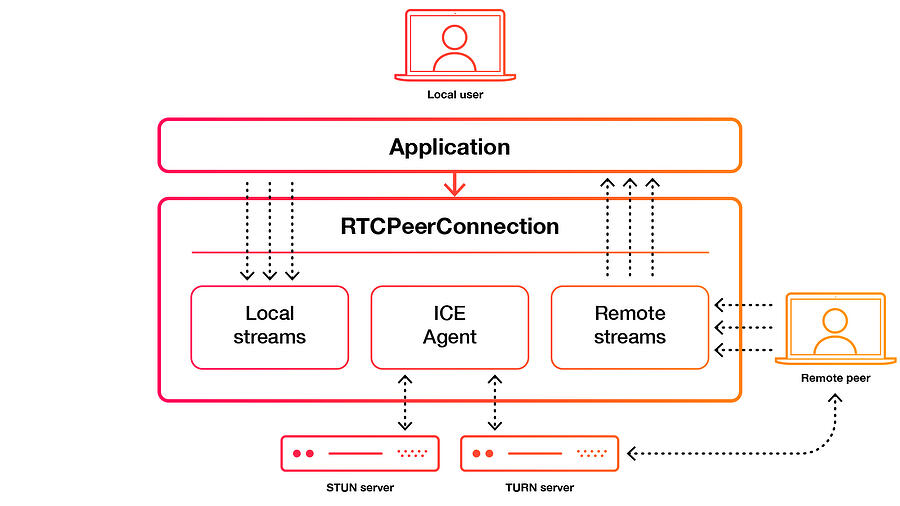 Local user
Application
RTCPeerConnection
Local
streams
ICE
Agent
Remote
streams
Remote peer
STUN server
TURN server